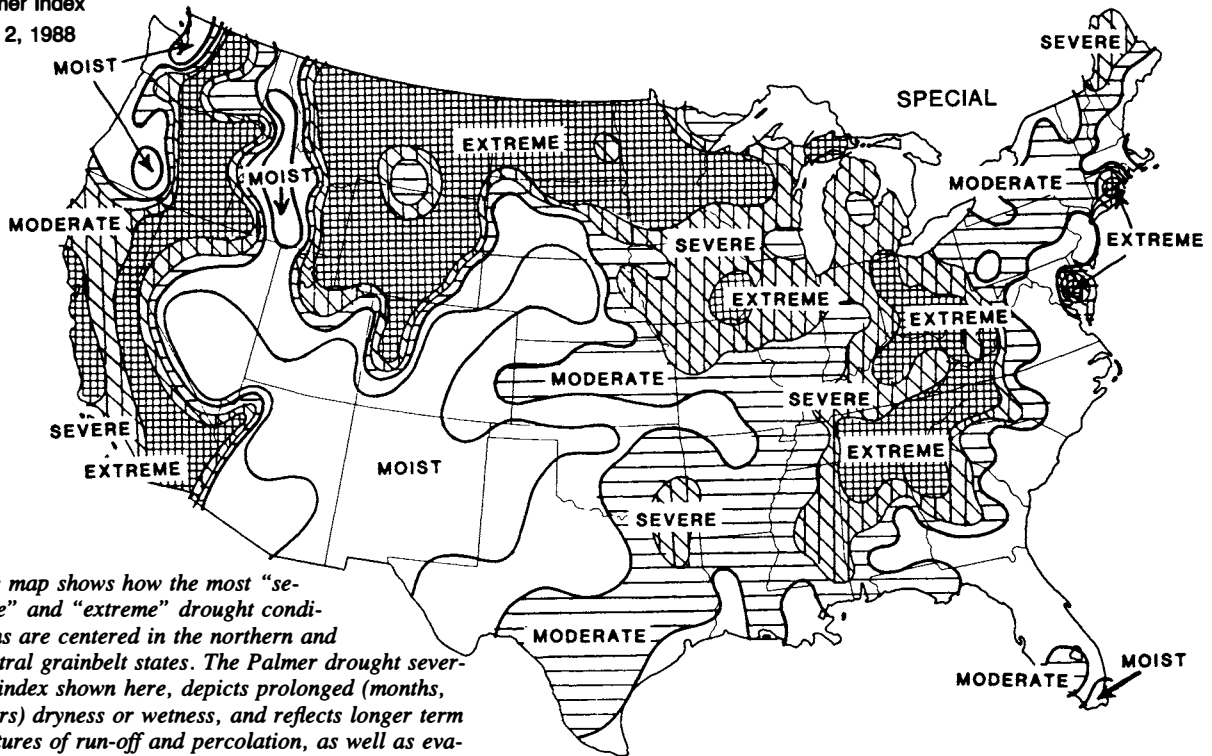 ner Index
2, 1988
MOIST
SEVERE
SPECIAL
EXTREME
MOIST
MODERATE
MODERATE
EXTREME
SEVERE
EXTREME
EXTREME
MODERATE
SEVERE
SEVERE
EXTREME
MOIST
EXTREME
SEVERE
MODERATE
MODERATE
MOIST
map shows how the most “se-
e” and “extreme” drought condi-
ns are centered in the northern and
tral grainbelt states. The Palmer drought sever-
index shown here, depicts prolonged (months,
rs) dryness or wetness, and reflects longer term
tures of run-off and percolation, as well as eva-